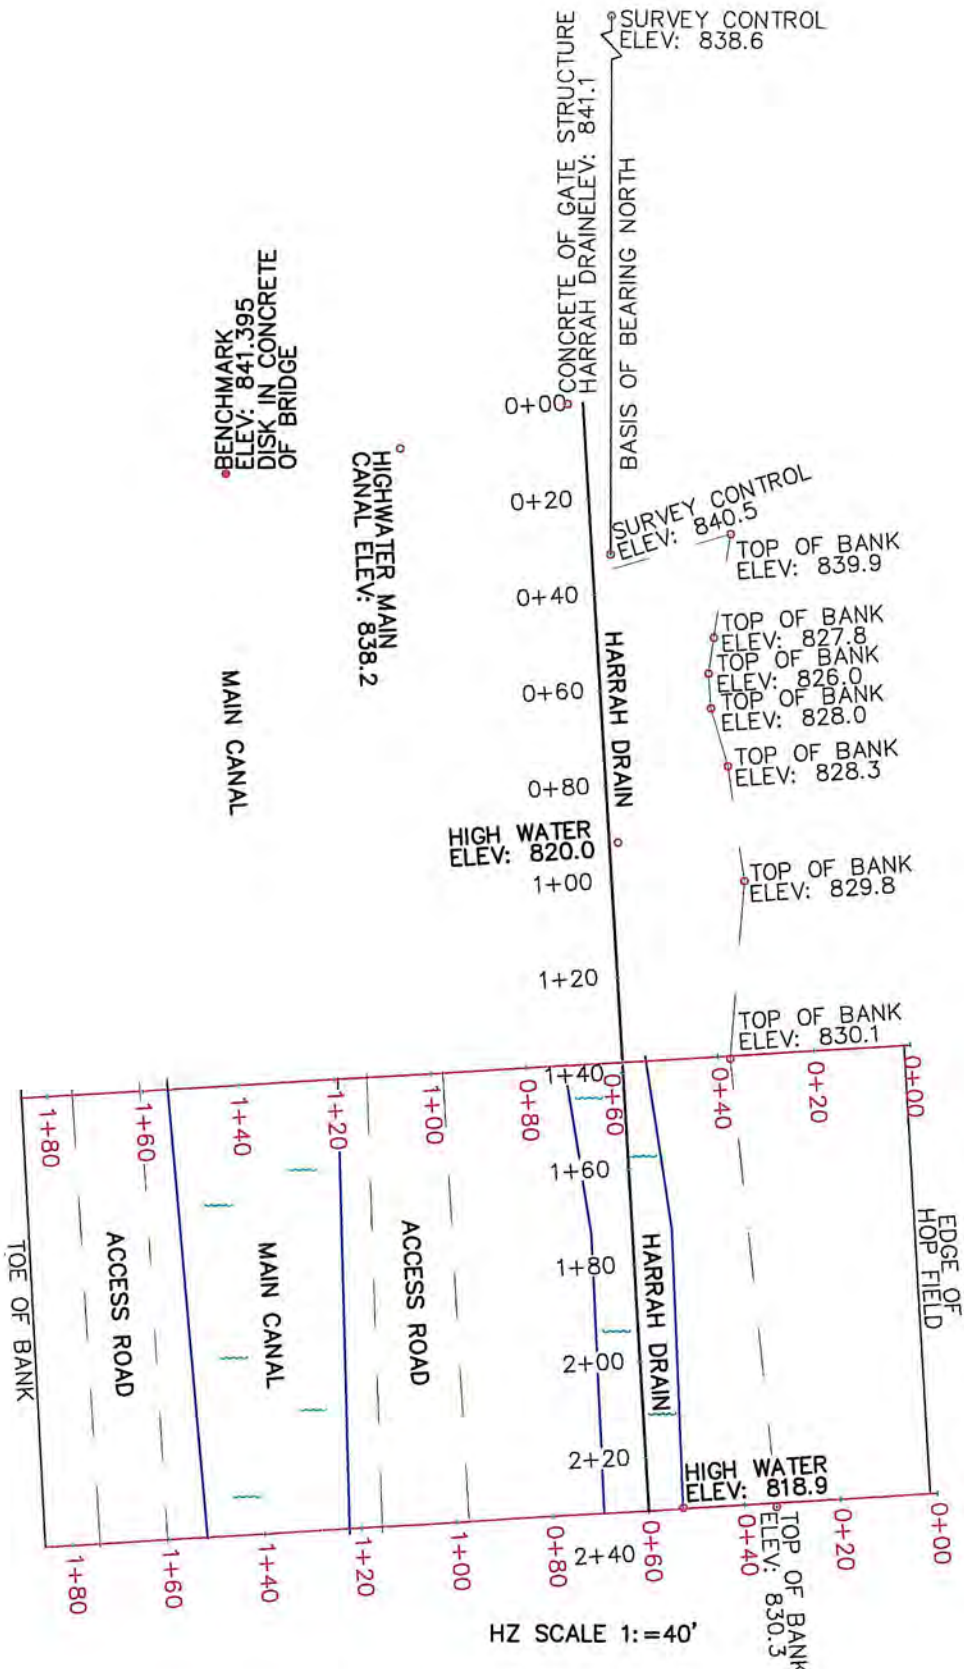 SURVEY CONTROL
ELEV: 838.6
CONCRETE OF GATE STRUCTURE
HARRAH DRAINELEV: 841.1
BASIS OF BEARING NORTH
BENCHMARK
ELEV: 841.395
DISK IN CONCRETE
OF BRIDGE
HIGHWATER MAIN
CANAL ELEV: 838.2
MAIN CANAL
0+00
0+20
0+40
0+60
0+80
1+00
1+20
1+40
1+60
1+80
2+00
2+20
2+40
SURVEY CONTROL
ELEV: 840.5
TOP OF BANK
ELEV: 839.9
TOP OF BANK
ELEV: 827.8
TOP OF BANK
ELEV: 826.0
TOP OF BANK
ELEV: 828.0
TOP OF BANK
ELEV: 828.3
HARRAH DRAIN
HIGH WATER
ELEV: 820.0
TOP OF BANK
ELEV: 829.8
TOP OF BANK
ELEV: 830.1
1+80
1+60
1+40
1+20
1+00
0+80
0+60
0+40
0+20
0+00
TOE OF BANK
ACCESS ROAD
MAIN CANAL
ACCESS ROAD
HARRAH DRAIN
EDGE OF
HOP FIELD
HIGH WATER
ELEV: 818.9
TOP OF BANK
ELEV: 830.3
1+80
1+60
1+40
1+20
1+00
0+80
0+60
0+40
0+20
0+00
HZ SCALE 1:=40'